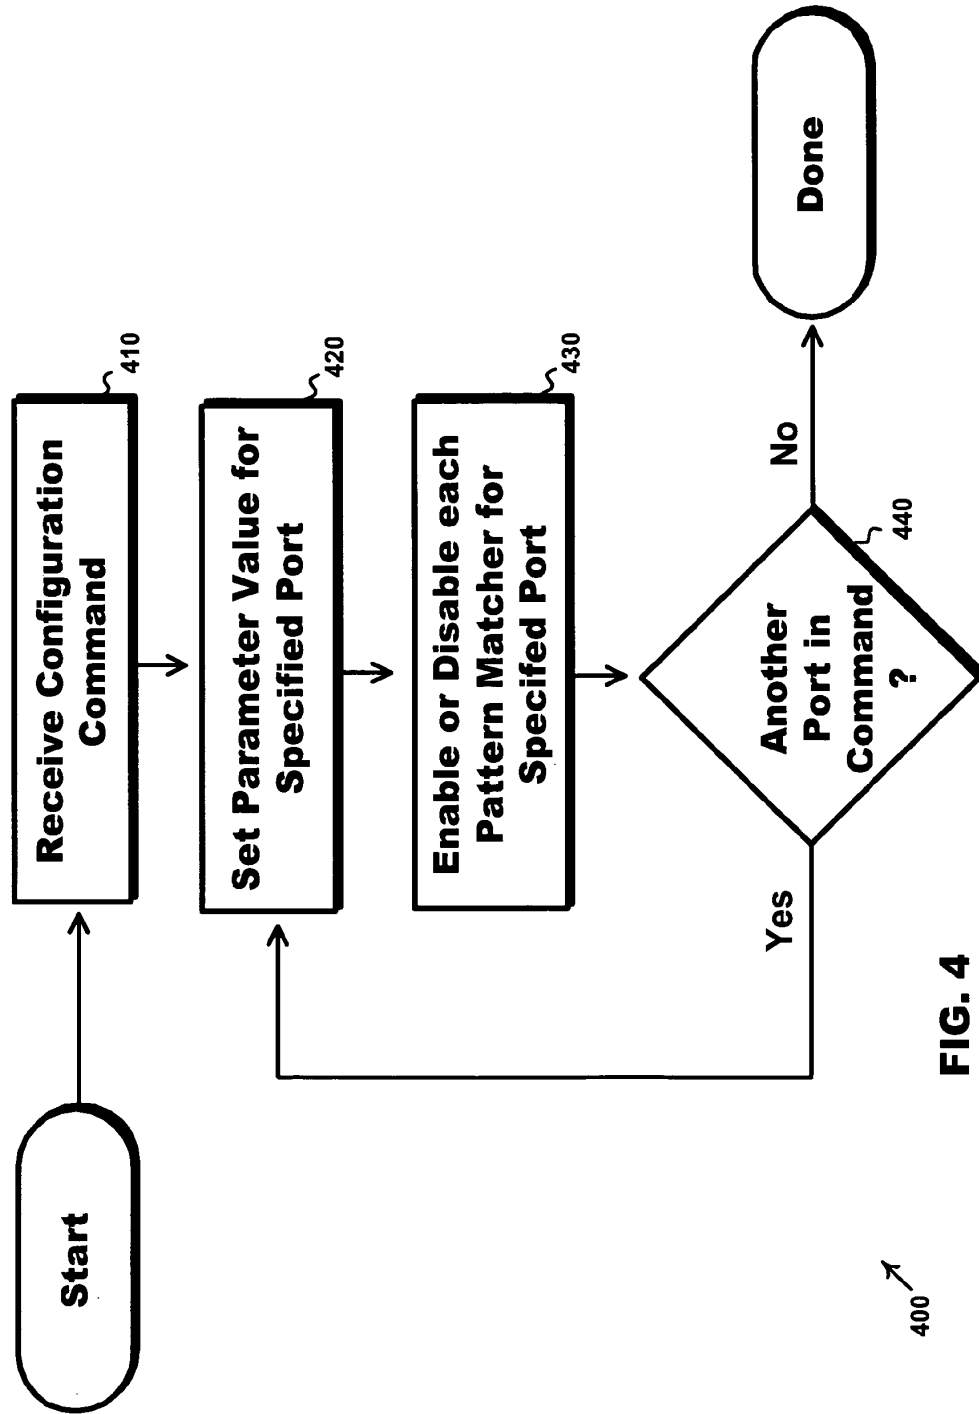 Start
Receive Configuration
Command
410
Set Parameter Value for
Specified Port
420
Enable or Disable each
Pattern Matcher for
Specifed Port
430
Another
Port in
Command
?
440
Yes
No
Done
400
FIG. 4